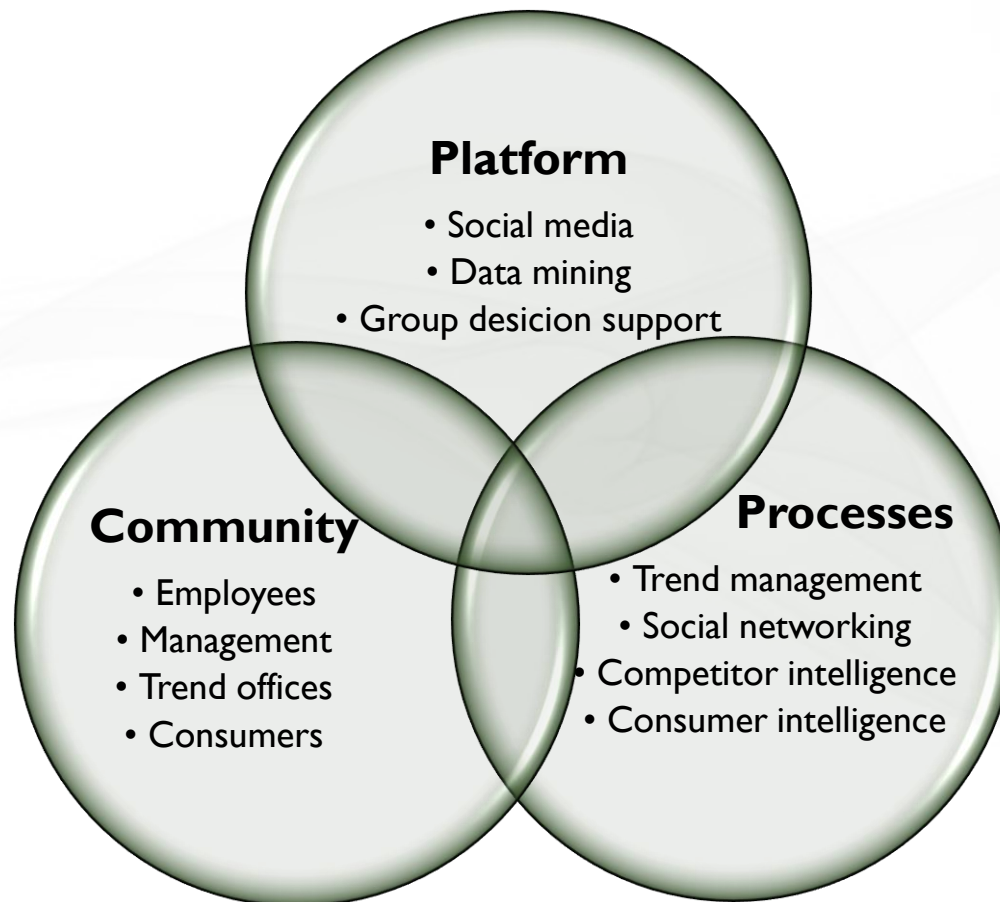 Platform
• Social media
• Data mining
• Group desicion support
Community
• Employees
• Management
• Trend offices
• Consumers
Processes
• Trend management
• Social networking
• Competitor intelligence
• Consumer intelligence